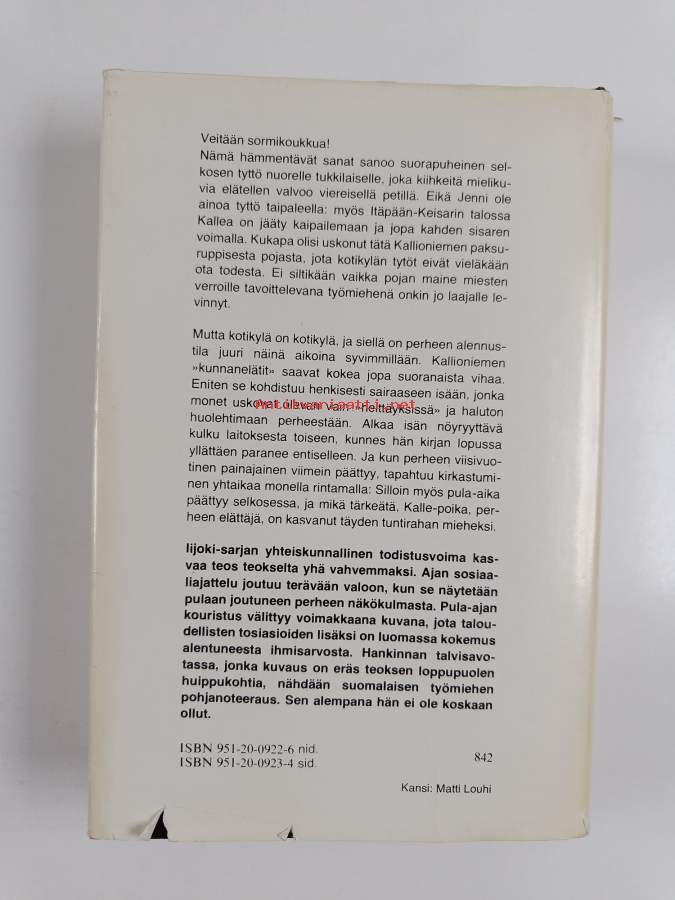 Veitään sormikoukkua!
Nämä hämmentävät sanat sanoo suorapuheinen sel-
kosen tyttö nuorelle tukkilaiselle, joka kiihkeitä mieliku-
via elätellen valvoo viereisellä petillä. Eikä Jenni ole
ainoa tyttö taipaleella: myös Itäpään-Keisarin talossa
Kallea on jääty kaipailemaan ja jopa kahden sisaren
voimalla. Kukapa olisi uskonut tätä Kallioniemen paksu-
ruppisesta pojasta, jota kotikylän tytöt eivät vieläkään
ota todesta. Ei siltikään vaikka pojan maine miesten
verroille tavoittelevana työmiehenä onkin jo laajalle le-
vinnyt.
Mutta kotikylä on kotikylä, ja siellä on perheen alennus-
tila juuri näinä aikoina syvimmillään. Kallioniemen
»kunnanelätit» saavat kokea jopa suoranaista vihaa.
Eniten se kohdistuu henkisesti sairaaseen isään, jonka
monet uskovat olevan vain »heittäyksissä» ja haluton
Antikvariaatti.net
huolehtimaan perheestään. Alkaa isän nöyryyttävä
kulku laitoksesta toiseen, kunnes hän kirjan lopussa
yllättäen paranee entiselleen. Ja kun perheen viisivuo-
tinen painajainen viimein päättyy, tapahtuu kirkastumi-
nen yhtaikaa monella rintamalla: Silloin myös pula-aika
päättyy selkosessa, ja mikä tärkeätä, Kalle-poika, per-
heen elättäjä, on kasvanut täyden tuntirahan mieheksi.
Iijoki-sarjan yhteiskunnallinen todistusvoima kas-
vaa teos teokselta yhä vahvemmaksi. Ajan sosiaa-
liajattelu joutuu terävään valoon, kun se näytetään
pulaan joutuneen perheen näkökulmasta. Pula-ajan
kouristus välittyy voimakkaana kuvana, jota talou-
dellisten tosiasioiden lisäksi on luomassa kokemus
alentuneesta ihmisarvosta. Hankinnan talvisavo-
tassa, jonka kuvaus on eräs teoksen loppupuolen
huippukohtia, nähdään suomalaisen työmiehen
pohjanoteeraus. Sen alempana hän ei ole koskaan
ollut.
ISBN 951-20-0922-6 nid.
ISBN 951-20-0923-4 sid.
842
Kansi: Matti Louhi